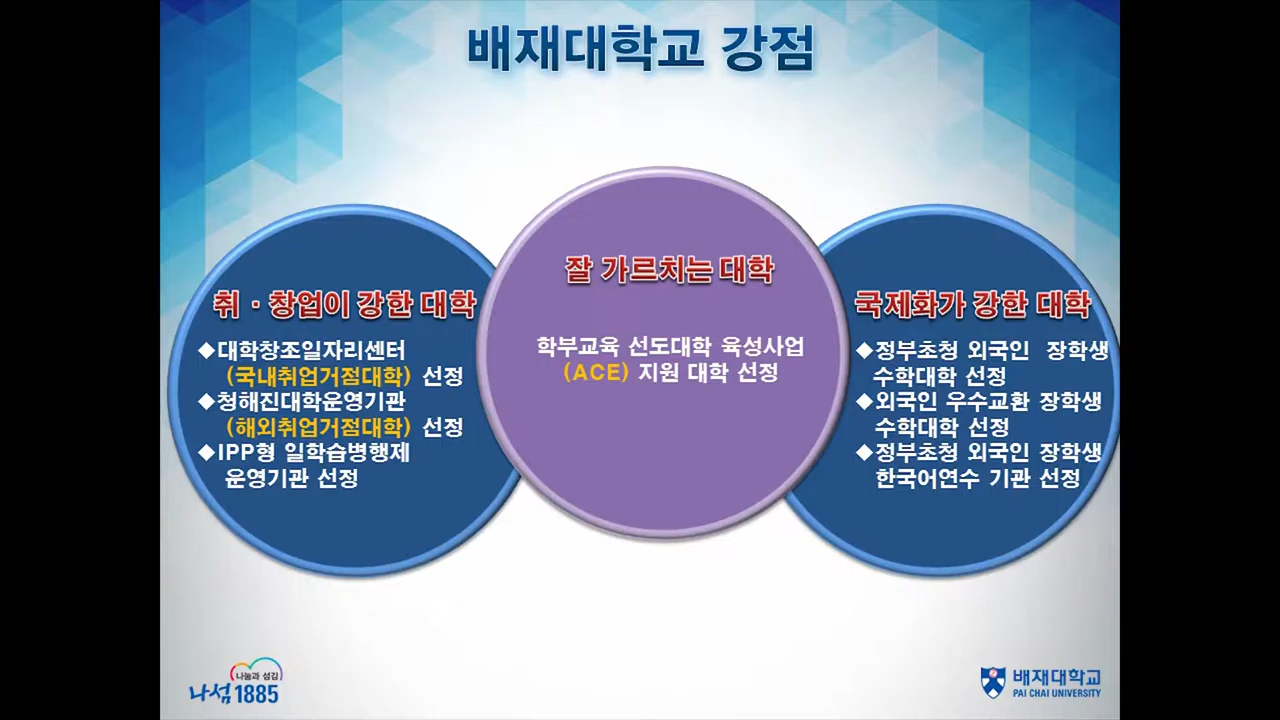 배재대학교 강점
취·창업이 강한 대학
◆대학창조일자리센터
(국내취업거점대학) 선정
◆청해진대학운영기관
(해외취업거점대학) 선정
◆IPP형 일학습병행제
운영기관 선정
잘 가르치는 대학
학부교육 선도대학 육성사업
(ACE) 지원 대학 선정
국제화가 강한 대학
◆정부초청 외국인 장학생
수학대학 선정
◆외국인 우수교환 장학생
수학대학 선정
◆정부초청 외국인 장학생
한국어연수 기관 선정
나눔과 섬김
나섬1885
배재대학교
PAI CHAI UNIVERSITY